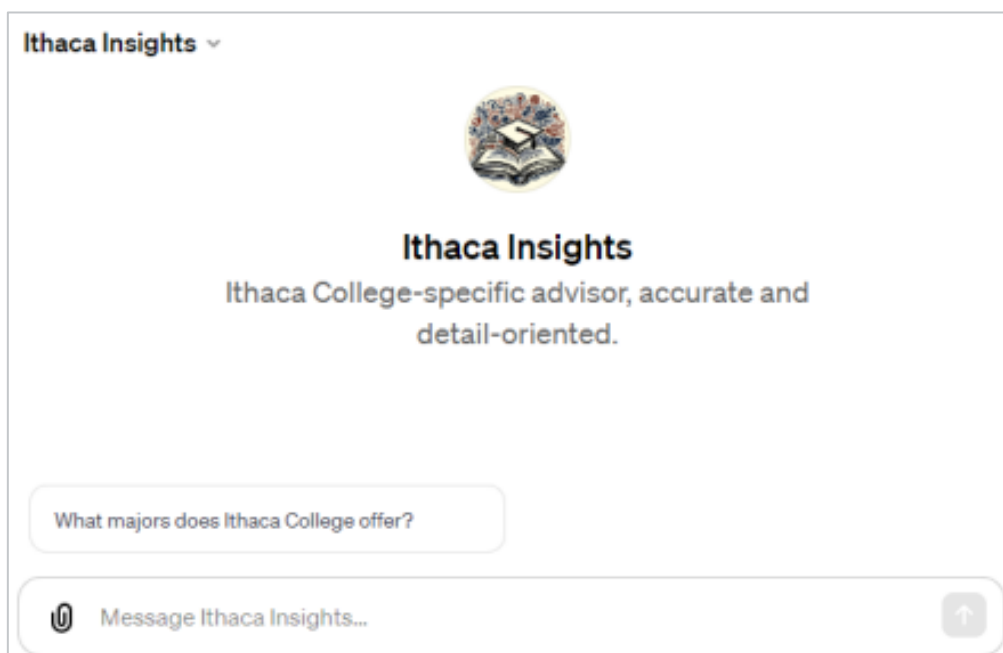 Ithaca Insights
Ithaca Insights
Ithaca College-specific advisor, accurate and
detail-oriented.
What majors does Ithaca College offer?
Message Ithaca Insights...